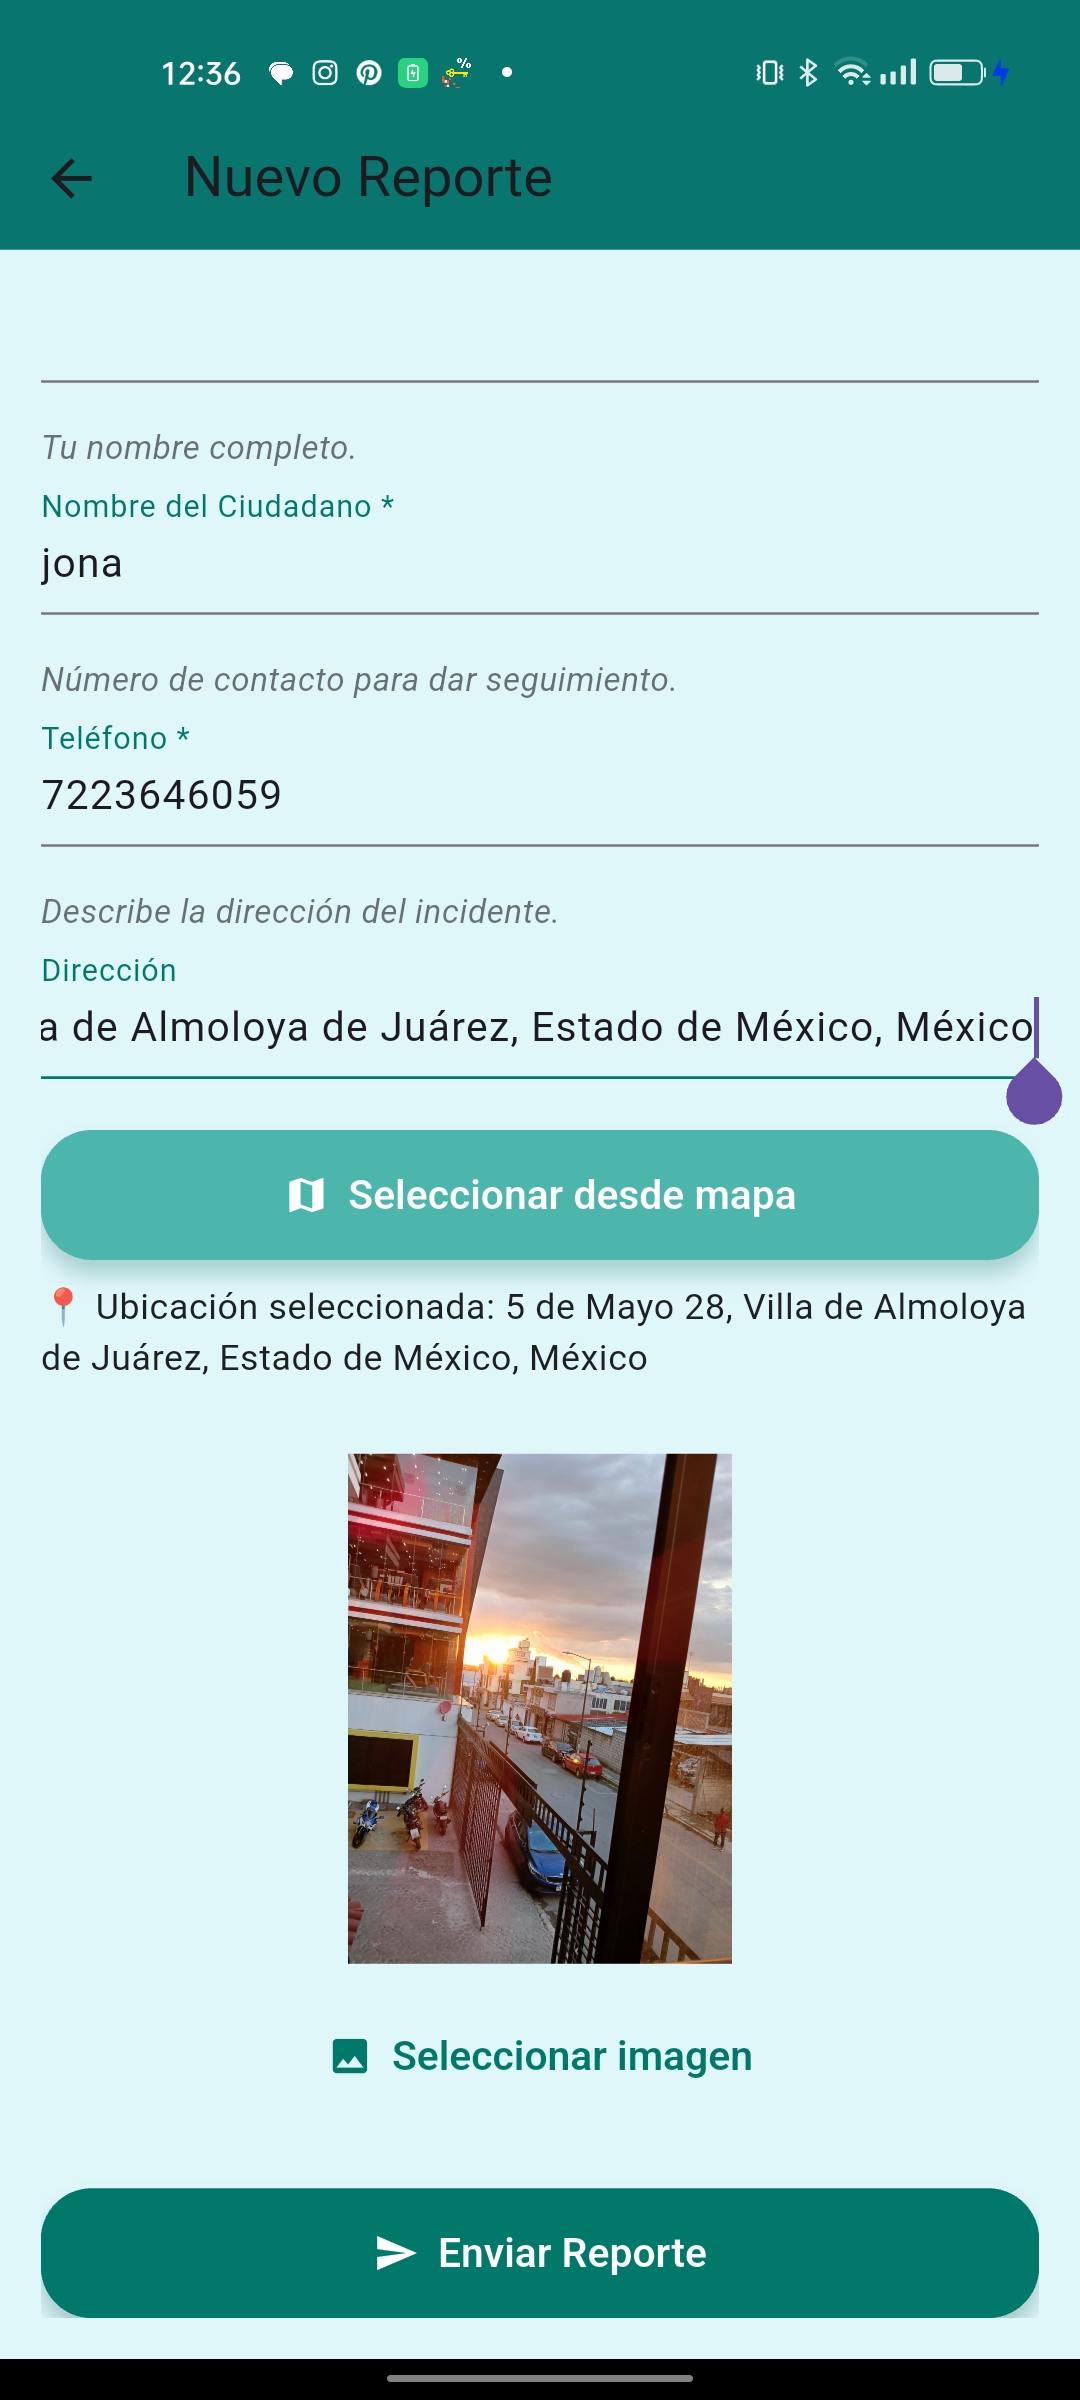 12:36
Nuevo Reporte
Tu nombre completo.
Nombre del Ciudadano *
jona
Número de contacto para dar seguimiento.
Teléfono *
7223646059
Describe la dirección del incidente.
Dirección
a de Almoloya de Juárez, Estado de México, México
Seleccionar desde mapa
📍 Ubicación seleccionada: 5 de Mayo 28, Villa de Almoloya
de Juárez, Estado de México, México
Seleccionar imagen
Enviar Reporte